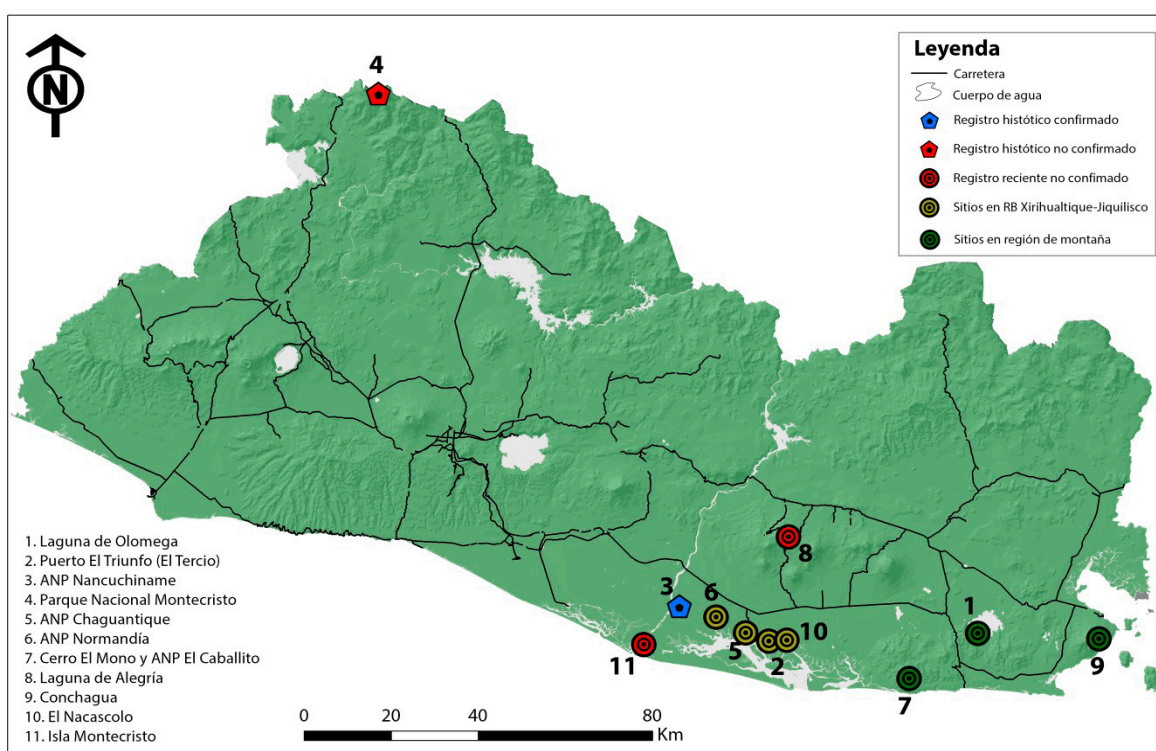 N
4
Leyenda
Carretera
Cuerpo de agua
Registro histótico confirmado
Registro histótico no confirmado
Registro reciente no confimado
Sitios en RB Xirihualtique-Jiquilisco
Sitios en región de montaña
8
3
6
1
5
2
10
11
9
7
1. Laguna de Olomega
2. Puerto El Triunfo (El Tercio)
3. ANP Nancuchiname
4. Parque Nacional Montecristo
5. ANP Chaguantique
6. ANP Normandía
7. Cerro El Mono y ANP El Caballito
8. Laguna de Alegría
9. Conchagua
10. El Nacascolo
11. Isla Montecristo
0 20 40 80
Km